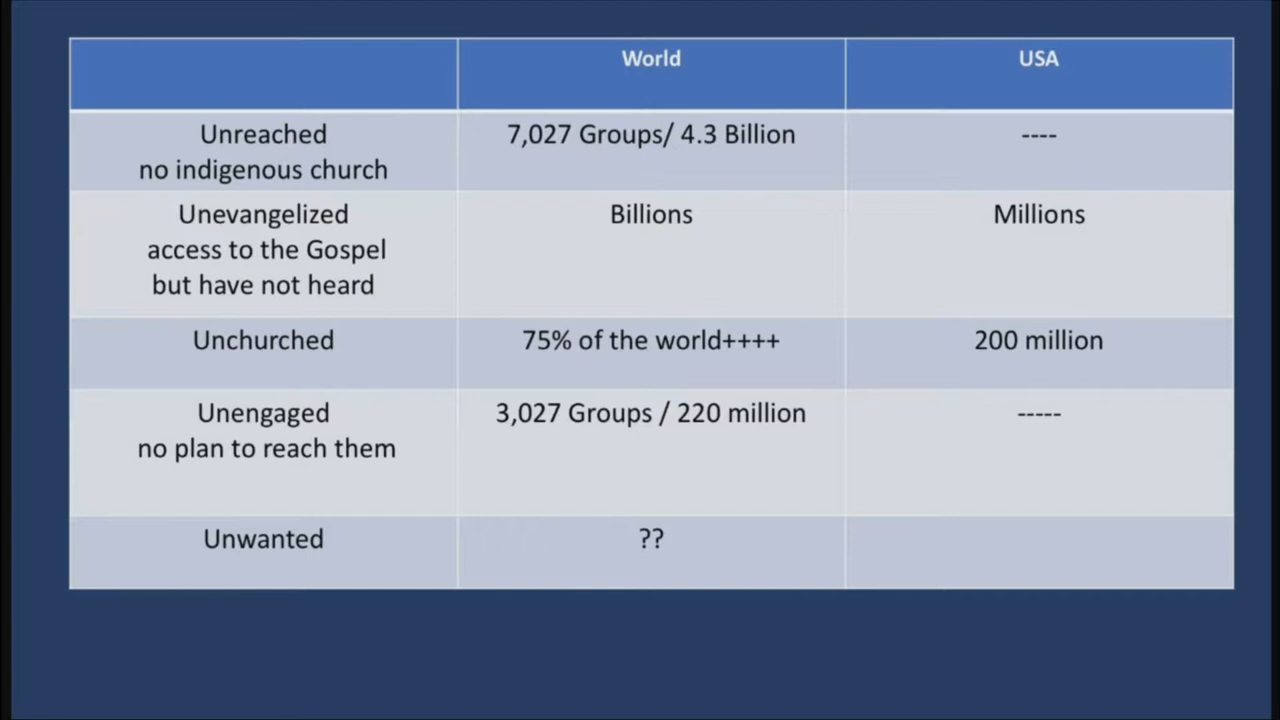 World USA
Unreached 7,027 Groups/ 4.3 Billion ----
no indigenous church
Unevangelized Billions Millions
access to the Gospel
but have not heard
Unchurched 75% of the world++++ 200 million
Unengaged 3,027 Groups / 220 million -----
no plan to reach them
Unwanted ??